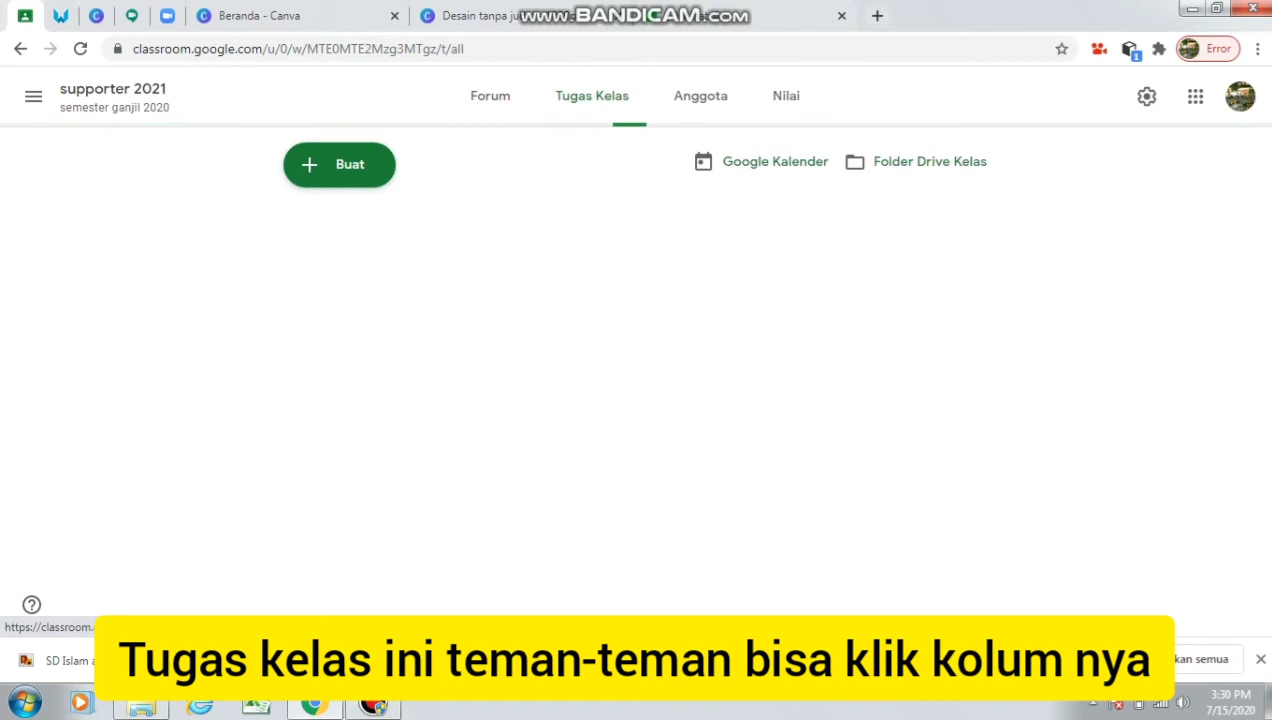 Beranda - Canva
Desain tanpa ju
www.BANDICAM.com
classroom.google.com/u/0/w/MTE0MTE2Mzg3MTgz/t/all
1
Error
supporter 2021
semester ganjil 2020
Forum
Tugas Kelas
Anggota
Nilai
Buat
Google Kalender
Folder Drive Kelas
https://classroom.
SD Islam a
kan semua
Tugas kelas ini teman-teman bisa klik kolum nya
3:30 PM
7/15/2020